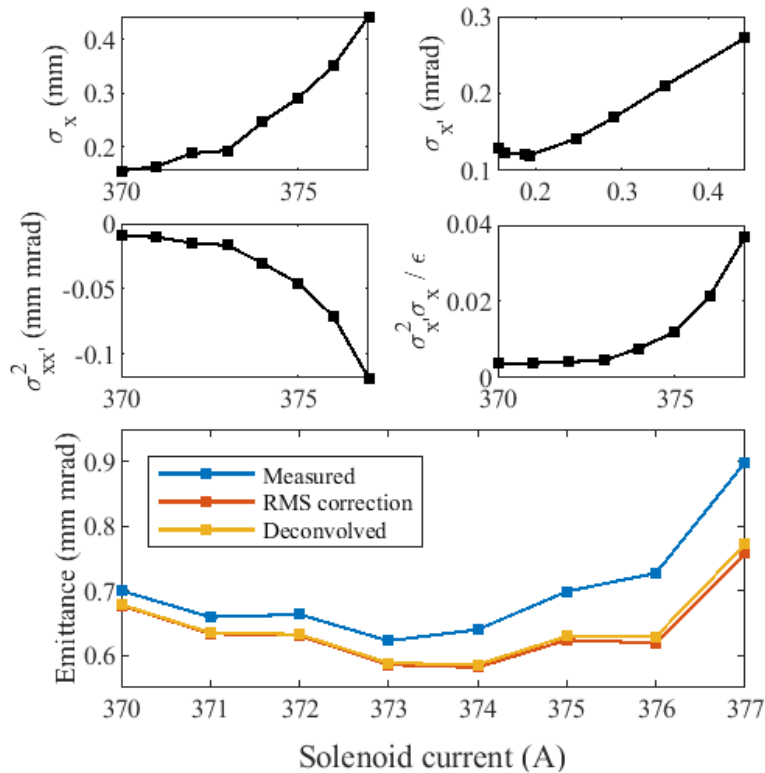 0.4
0.3
0.2
σx (mm)
370 375
0.3
0.2
0.1
σx' (mrad)
0.2 0.3 0.4
0
-0.05
-0.1
σ²xx' (mm mrad)
370 375
0.04
0.02
0
σ²x'σx / ϵ
370 375
0.9
0.8
0.7
0.6
Emittance (mm mrad)
Measured
RMS correction
Deconvolved
370 371 372 373 374 375 376 377
Solenoid current (A)